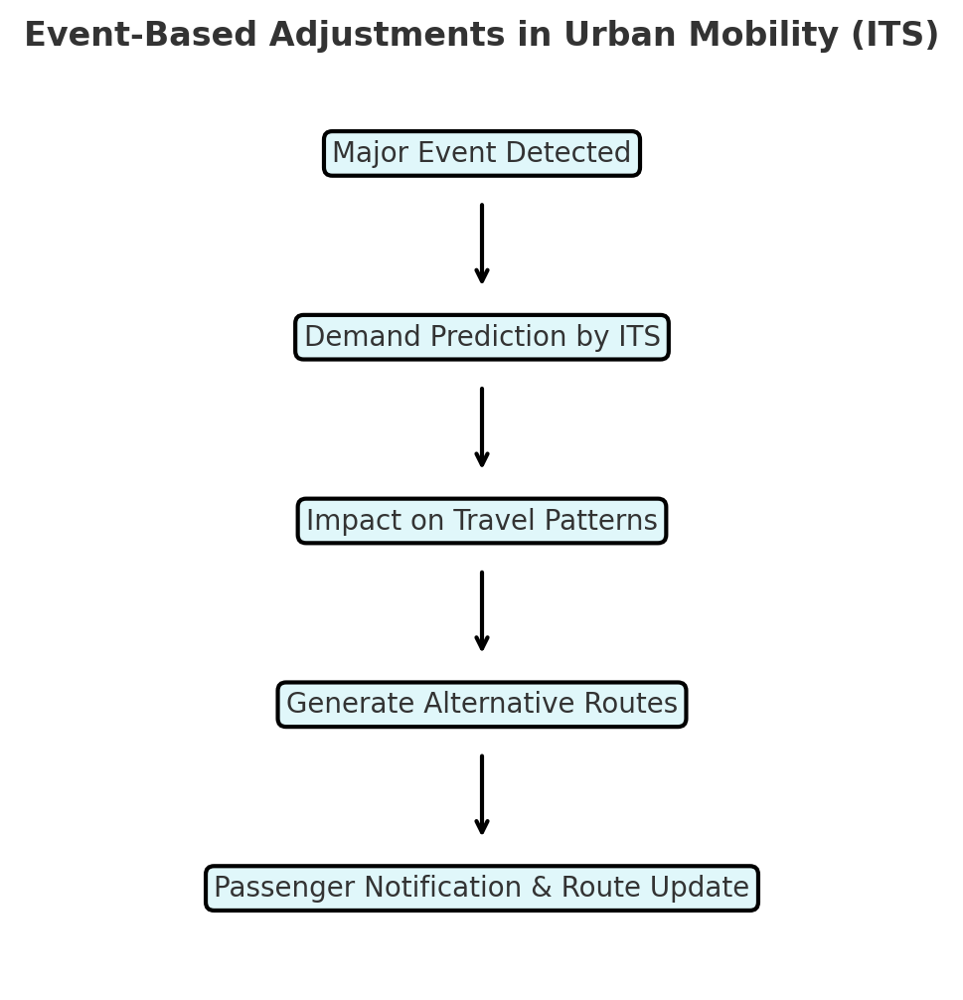 Event-Based Adjustments in Urban Mobility (ITS)
Major Event Detected
Demand Prediction by ITS
Impact on Travel Patterns
Generate Alternative Routes
Passenger Notification & Route Update